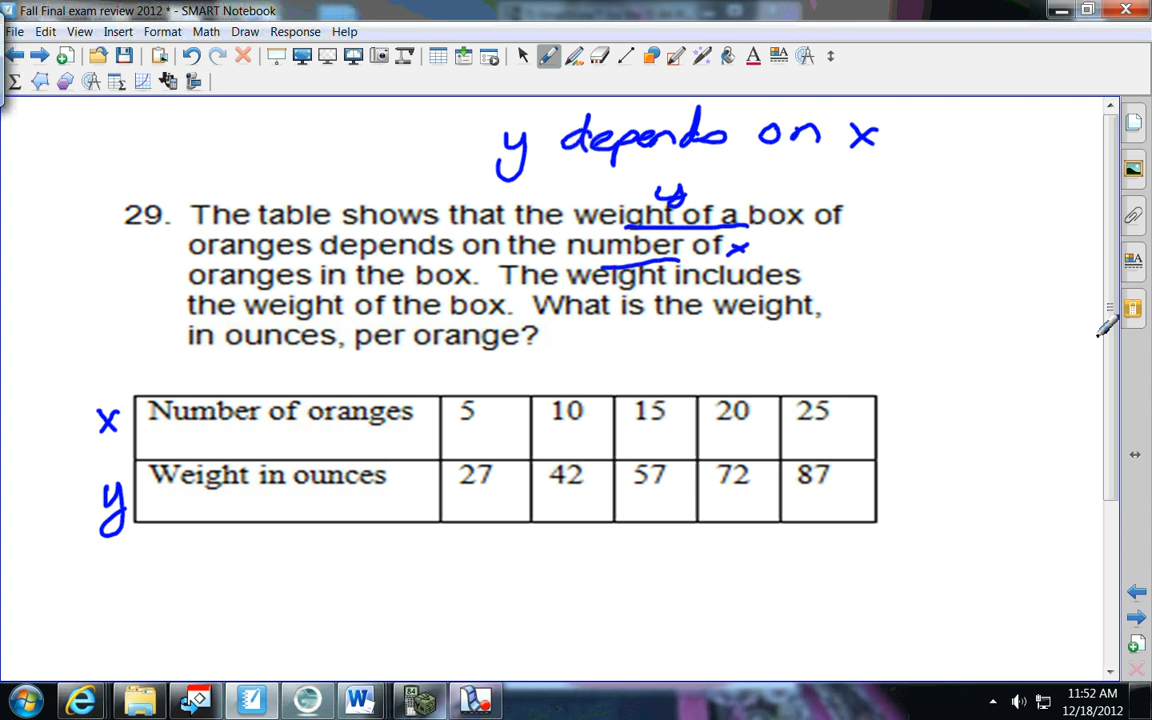 Fall Final exam review 2012 * - SMART Notebook
File Edit View Insert Format Math Draw Response Help
y depends on x
y
29. The table shows that the weight of a box of
oranges depends on the number of x
oranges in the box. The weight includes
the weight of the box. What is the weight,
in ounces, per orange?
x Number of oranges 5 10 15 20 25
y Weight in ounces 27 42 57 72 87
11:52 AM
12/18/2012